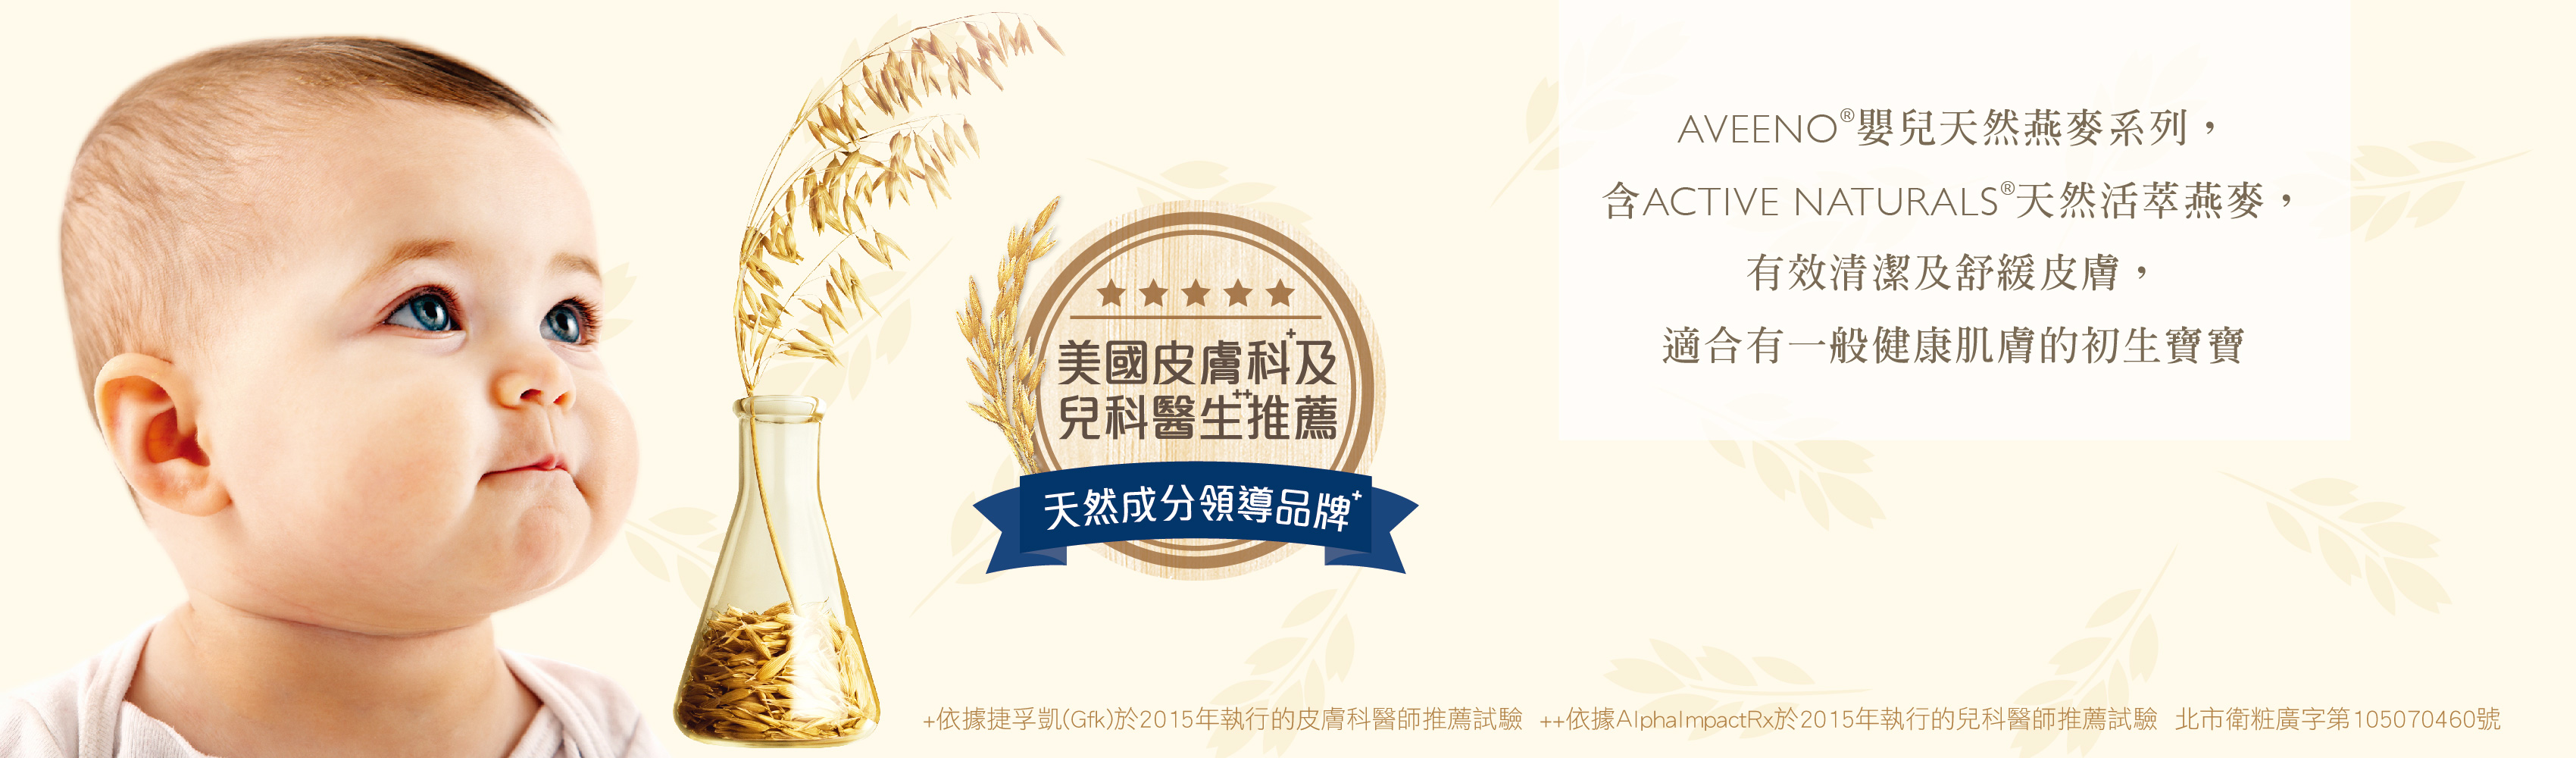 AVEENO®嬰兒天然燕麥系列，
含ACTIVE NATURALS®天然活萃燕麥，
有效清潔及舒緩皮膚，
適合有一般健康肌膚的初生寶寶
美國皮膚科+及
兒科醫生++推薦
天然成分領導品牌+
+依據捷孚凱(Gfk)於2015年執行的皮膚科醫師推薦試驗 ++依據AlphaImpactRx於2015年執行的兒科醫師推薦試驗 北市衛粧廣字第105070460號